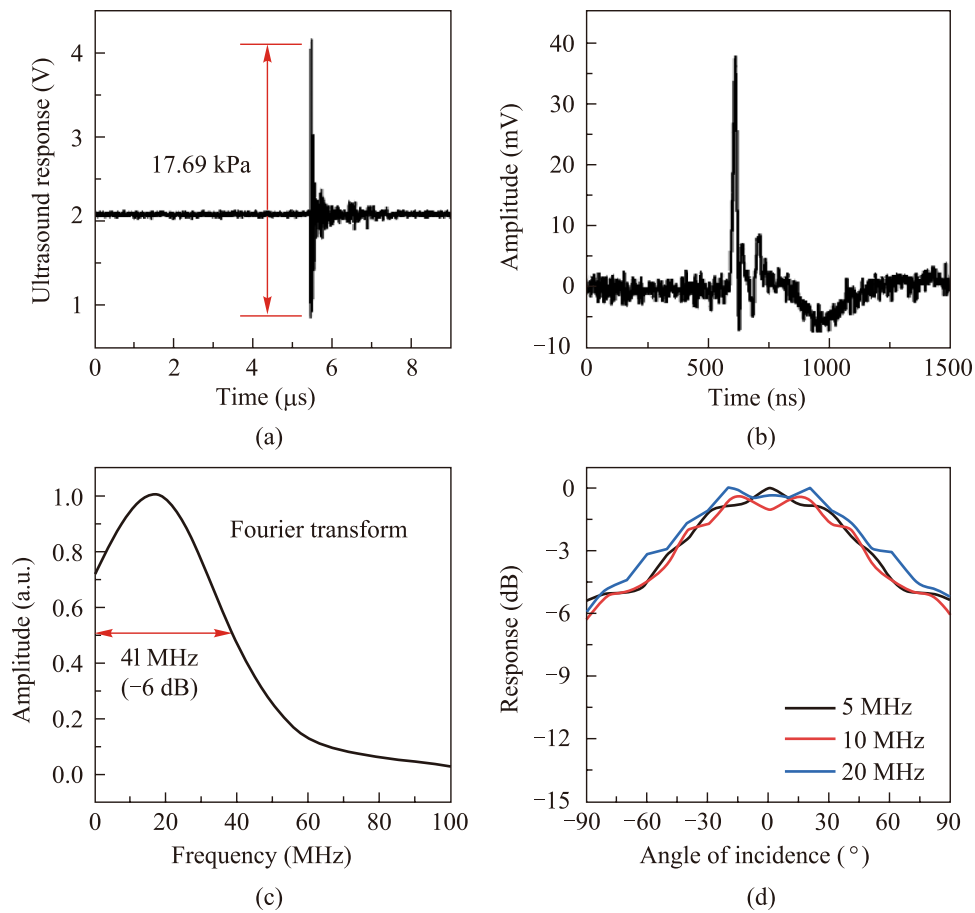 4
3
2
1
Ultrasound response (V)
17.69 kPa
0 2 4 6 8
Time (μs)
(a)
40
30
20
10
0
−10
Amplitude (mV)
0 500 1000 1500
Time (ns)
(b)
1.0
0.8
0.6
0.4
0.2
0.0
Amplitude (a.u.)
Fourier transform
4l MHz
(−6 dB)
0 20 40 60 80 100
Frequency (MHz)
(c)
0
−3
−6
−9
−12
−15
Response (dB)
5 MHz
10 MHz
20 MHz
−90 −60 −30 0 30 60 90
Angle of incidence (°)
(d)